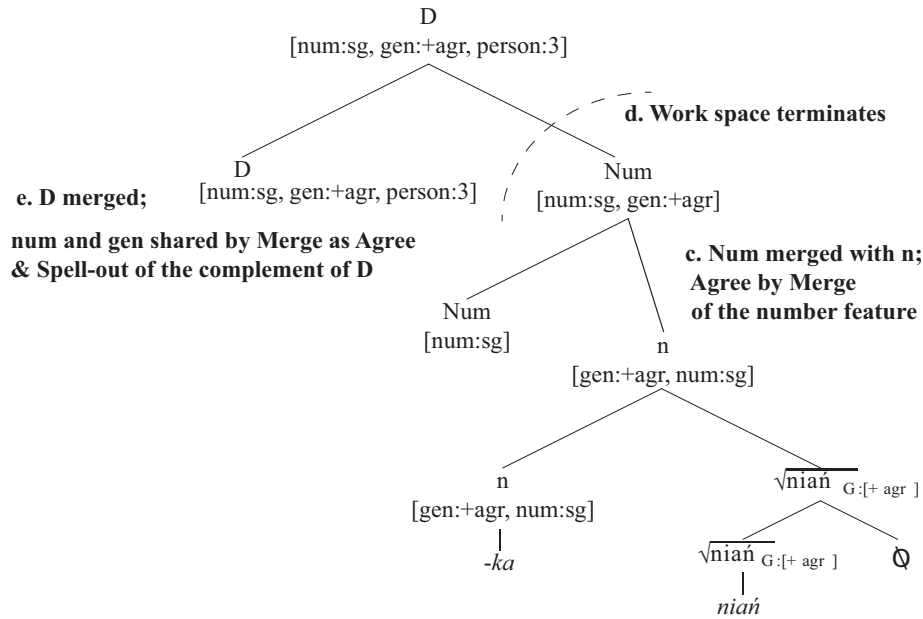 D
[num:sg, gen:+agr, person:3]
d. Work space terminates
D
[num:sg, gen:+agr, person:3]
Num
[num:sg, gen:+agr]
e. D merged;
num and gen shared by Merge as Agree
& Spell-out of the complement of D
c. Num merged with n;
Agree by Merge
of the number feature
Num
[num:sg]
n
[gen:+agr, num:sg]
n
[gen:+agr, num:sg]
-ka
√niań G:[+ agr ]
√niań G:[+ agr ]
∅
niań